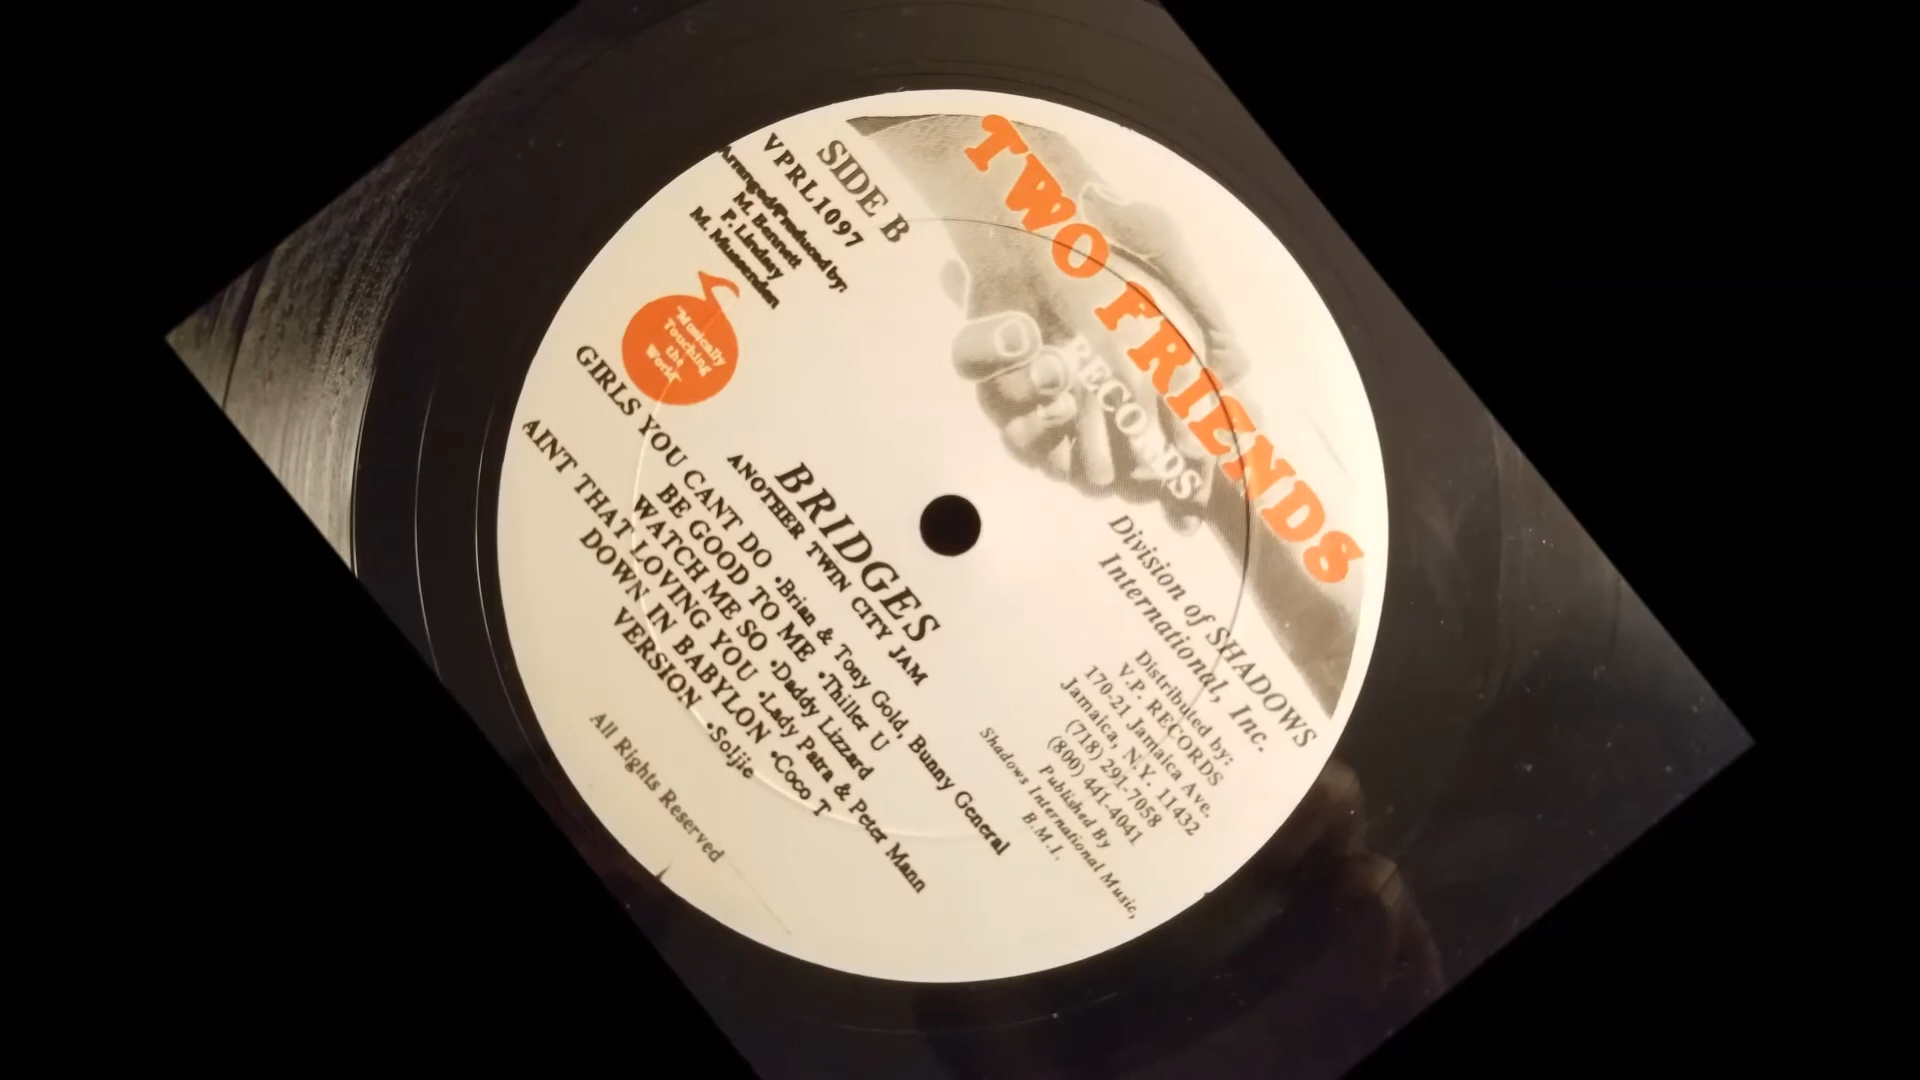 TWO FRIENDS
RECORDS
SIDE B
VPRL1097
Arranged/Produced by:
M. Bennett
P. Lindsay
M. Mussenden
"Musically
Touching
the
World"
Division of SHADOWS
International, Inc.
Distributed by:
V.P. RECORDS
170-21 Jamaica Ave.
Jamaica, N.Y. 11432
(718) 291-7058
(800) 441-4041
Published By
Shadows International Music,
B.M.I.
BRIDGES
ANOTHER TWIN CITY JAM
GIRLS YOU CANT DO •Brian & Tony Gold, Bunny General
BE GOOD TO ME •Thiller U
WATCH ME SO •Daddy Lizzard
AINT THAT LOVING YOU •Lady Patra & Peter Mann
DOWN IN BABYLON •Coco T
VERSION •Soljie
All Rights Reserved